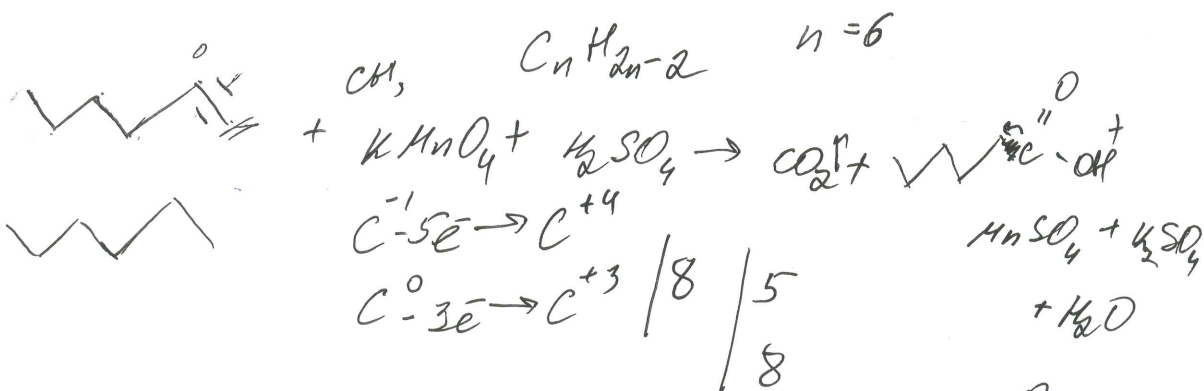 CnH2n-2 n=6
CH3
+ KMnO4 + H2SO4 → CO2↑ + C=O-OH +
C⁻¹-5e⁻ → C⁺⁴
MnSO4 + K2SO4
C⁰-3e⁻ → C⁺³ | 8 | 5
+ H2O
8